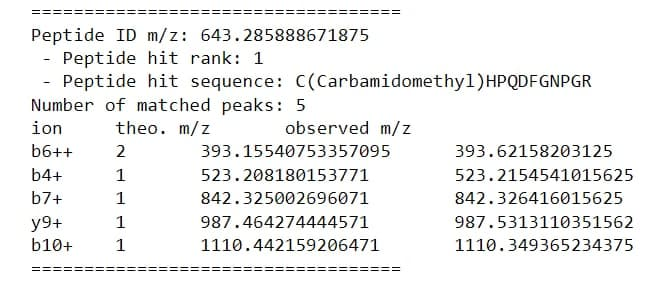 ===================================
Peptide ID m/z: 643.285888671875
- Peptide hit rank: 1
- Peptide hit sequence: C(Carbamidomethyl)HPQDFGNPGR
Number of matched peaks: 5
ion theo. m/z observed m/z
b6++ 2 393.15540753357095 393.62158203125
b4+ 1 523.208180153771 523.2154541015625
b7+ 1 842.325002696071 842.326416015625
y9+ 1 987.464274444571 987.5313110351562
b10+ 1 1110.442159206471 1110.349365234375
===================================